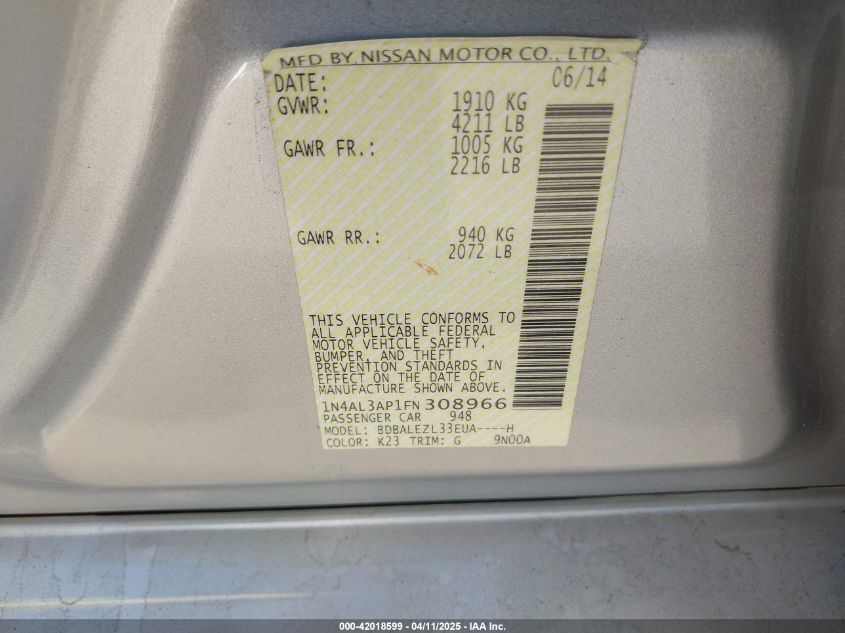 MFD BY NISSAN MOTOR CO., LTD.
DATE: 06/14
GVWR: 1910 KG
4211 LB
GAWR FR.: 1005 KG
2216 LB
GAWR RR.: 940 KG
2072 LB
THIS VEHICLE CONFORMS TO
ALL APPLICABLE FEDERAL
MOTOR VEHICLE SAFETY,
BUMPER, AND THEFT
PREVENTION STANDARDS IN
EFFECT ON THE DATE OF
MANUFACTURE SHOWN ABOVE.
1N4AL3AP1FN308966
PASSENGER CAR 948
MODEL: BDBALEZL33EUA----H
COLOR: K23 TRIM: G 9N00A
000-42018599 - 04/11/2025 - IAA Inc.